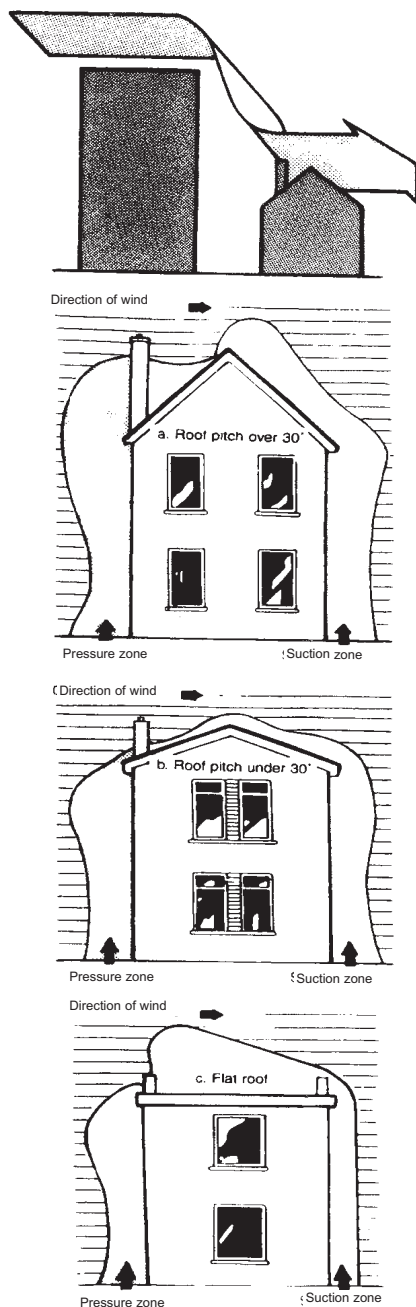 Direction of wind
a. Roof pitch over 30°
Pressure zone
Suction zone
Direction of wind
b. Roof pitch under 30°
Pressure zone
Suction zone
Direction of wind
c. Flat roof
Pressure zone
Suction zone